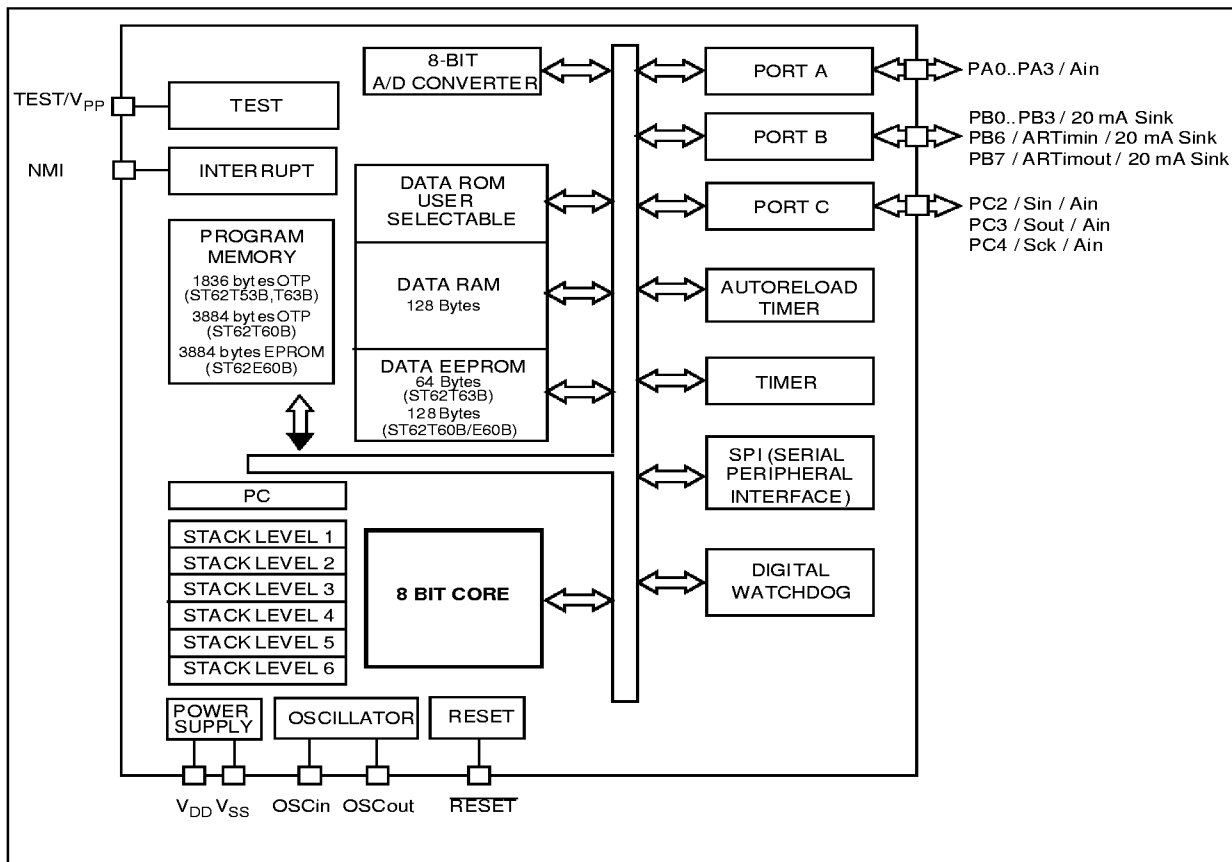 TEST/VPP
NMI
TEST
INTERRUPT
PROGRAM
MEMORY
1836 bytes OTP
(ST62T53B,T63B)
3884 bytes OTP
(ST62T60B)
3884 bytes EPROM
(ST62E60B)
PC
STACK LEVEL 1
STACK LEVEL 2
STACK LEVEL 3
STACK LEVEL 4
STACK LEVEL 5
STACK LEVEL 6
POWER
SUPPLY
OSCILLATOR
RESET
VDD
VSS
OSCin
OSCout
RESET
8-BIT
A/D CONVERTER
DATA ROM
USER
SELECTABLE
DATA RAM
128 Bytes
DATA EEPROM
64 Bytes
(ST62T63B)
128 Bytes
(ST62T60B/E60B)
8 BIT CORE
PORT A
PORT B
PORT C
AUTORELOAD
TIMER
TIMER
SPI (SERIAL
PERIPHERAL
INTERFACE)
DIGITAL
WATCHDOG
PA0..PA3 / Ain
PB0..PB3 / 20 mA Sink
PB6 / ARTimin / 20 mA Sink
PB7 / ARTimout / 20 mA Sink
PC2 / Sin / Ain
PC3 / Sout / Ain
PC4 / Sck / Ain